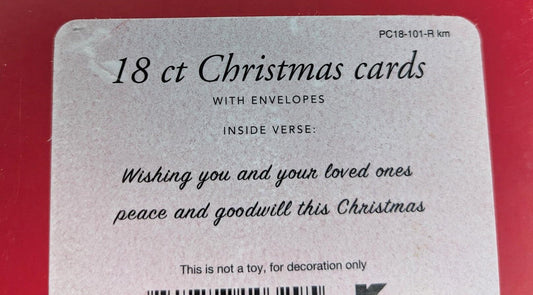 PC18-101-R km
18 ct Christmas cards
WITH ENVELOPES
INSIDE VERSE:
Wishing you and your loved ones
peace and goodwill this Christmas
This is not a toy, for decoration only
K